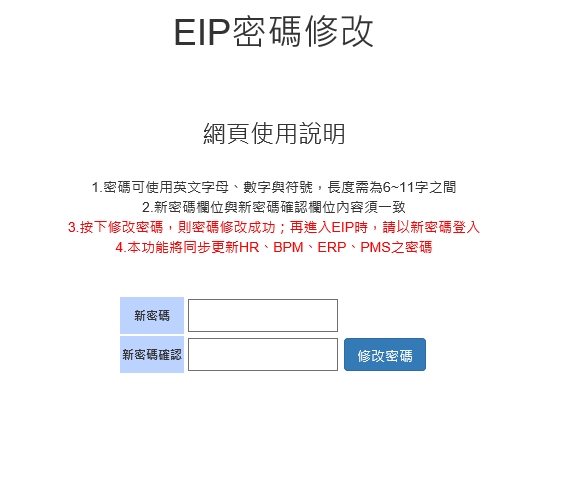 EIP密碼修改
網頁使用說明
1.密碼可使用英文字母、數字與符號，長度需為6~11字之間
2.新密碼欄位與新密碼確認欄位內容須一致
3.按下修改密碼，則密碼修改成功；再進入EIP時，請以新密碼登入
4.本功能將同步更新HR、BPM、ERP、PMS之密碼
新密碼
新密碼確認 修改密碼